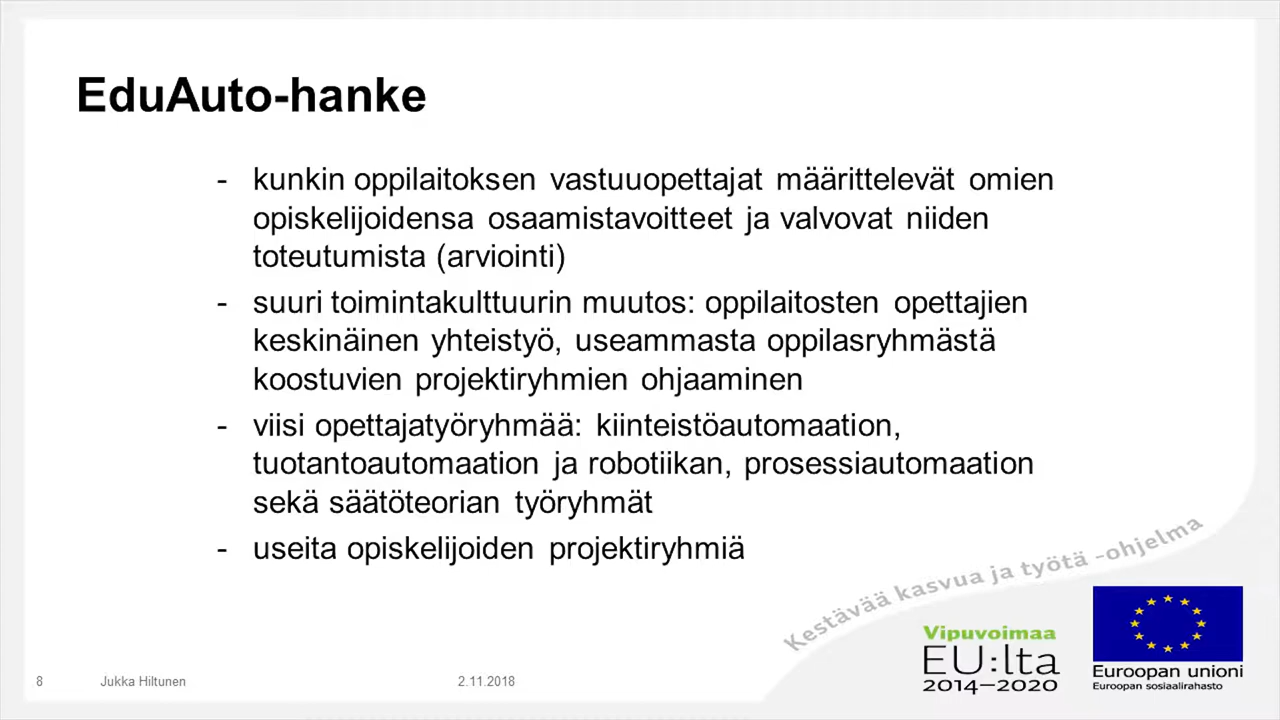 EduAuto-hanke
- kunkin oppilaitoksen vastuuopettajat määrittelevät omien
opiskelijoidensa osaamistavoitteet ja valvovat niiden
toteutumista (arviointi)
- suuri toimintakulttuurin muutos: oppilaitosten opettajien
keskinäinen yhteistyö, useammasta oppilasryhmästä
koostuvien projektiryhmien ohjaaminen
- viisi opettajatyöryhmää: kiinteistöautomaation,
tuotantoautomaation ja robotiikan, prosessiautomaation
sekä säätöteorian työryhmät
- useita opiskelijoiden projektiryhmiä
Kestävää kasvua ja työtä -ohjelma
Vipuvoimaa
EU:lta
2014–2020
Euroopan unioni
Euroopan sosiaalirahasto
8 Jukka Hiltunen 2.11.2018